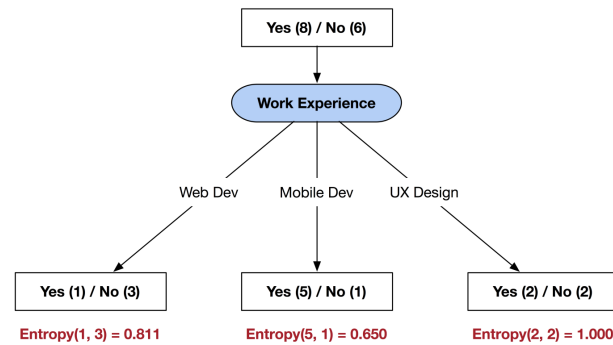 Yes (8) / No (6)
Work Experience
Web Dev
Mobile Dev
UX Design
Yes (1) / No (3)
Yes (5) / No (1)
Yes (2) / No (2)
Entropy(1, 3) = 0.811
Entropy(5, 1) = 0.650
Entropy(2, 2) = 1.000